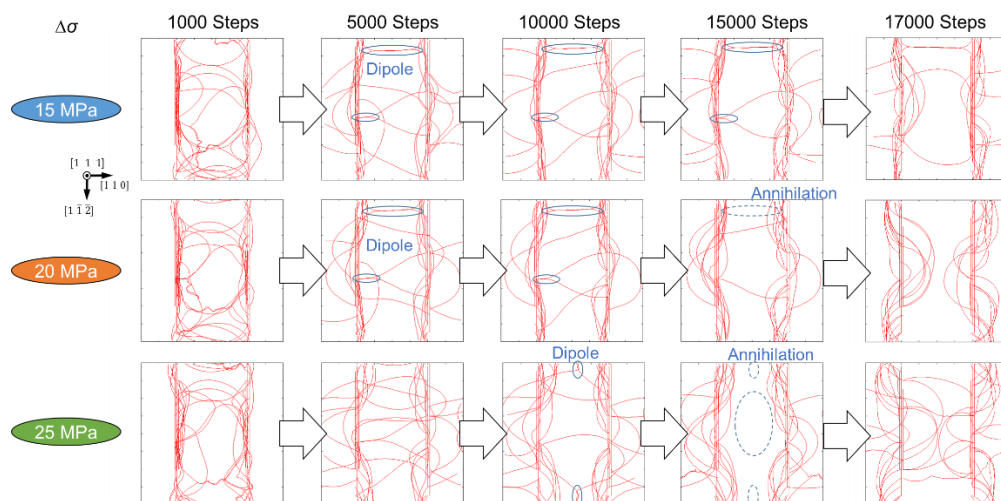 Δσ
1000 Steps
5000 Steps
10000 Steps
15000 Steps
17000 Steps
15 MPa
Dipole
[1 1 1]
[1 1 0]
[1 1̄ 2̄]
20 MPa
Dipole
Annihilation
25 MPa
Dipole
Annihilation